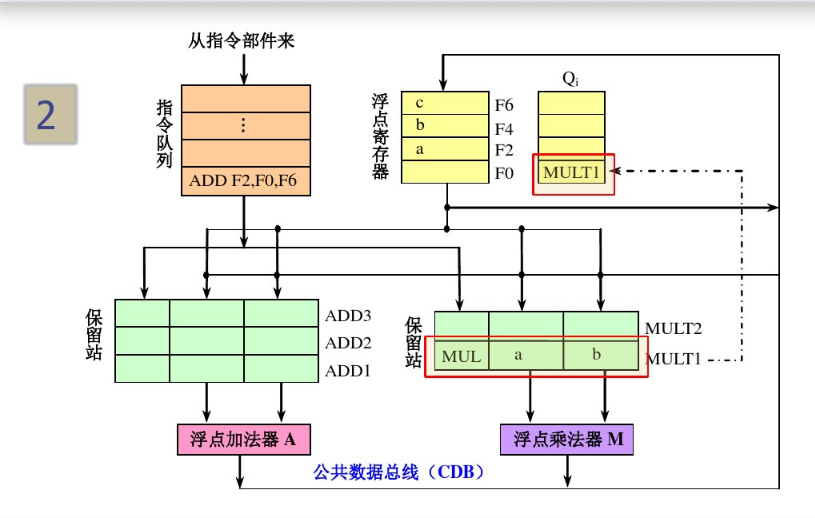 从指令部件来
2
指令队列
⋮
ADD F2,F0,F6
浮点寄存器
c
b
a
F6
F4
F2
F0
Qi
MULT1
保留站
ADD3
ADD2
ADD1
保留站
MUL a b
MULT2
MULT1
浮点加法器 A
浮点乘法器 M
公共数据总线（CDB）